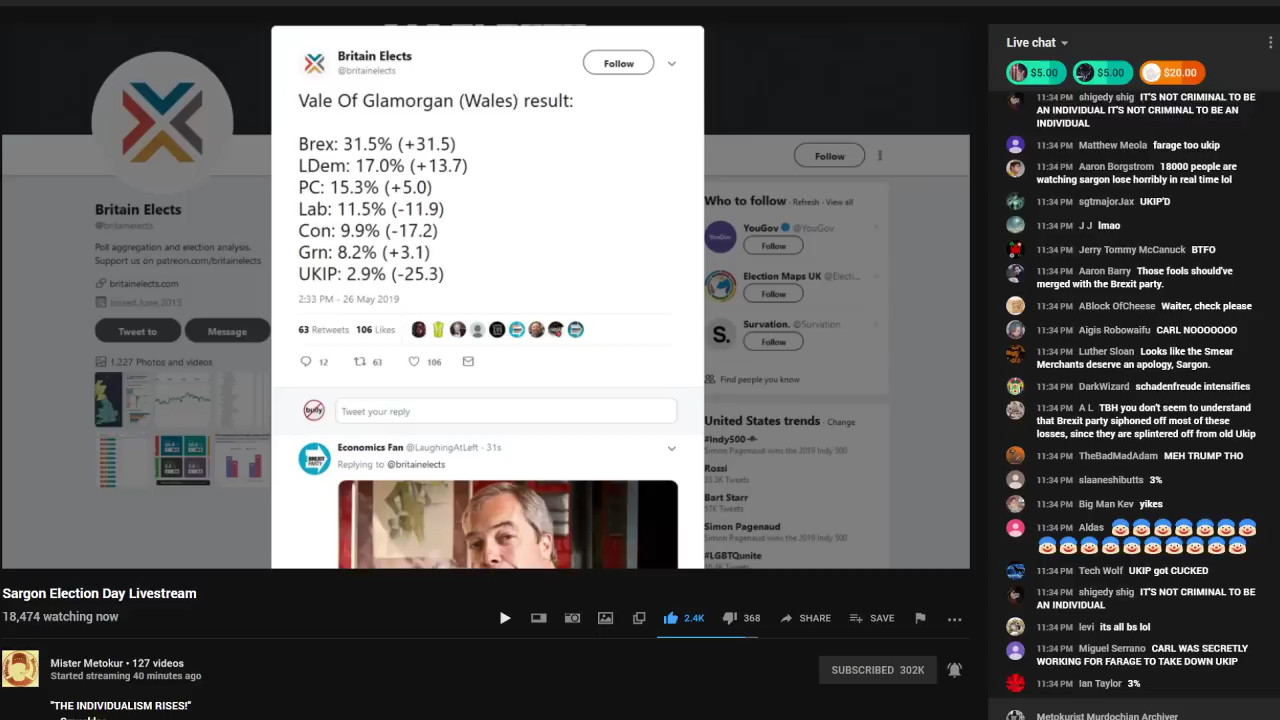 Britain Elects
@britainelects
Follow
Vale Of Glamorgan (Wales) result:
Brex: 31.5% (+31.5)
LDem: 17.0% (+13.7)
PC: 15.3% (+5.0)
Lab: 11.5% (-11.9)
Con: 9.9% (-17.2)
Grn: 8.2% (+3.1)
UKIP: 2.9% (-25.3)
2:33 PM - 26 May 2019
63 Retweets 106 Likes
12 63 106
bully
Tweet your reply
Economics Fan @LaughingAtLeft · 31s
Replying to @britainelects
BREXIT PARTY
Britain Elects
@britainelects
Poll aggregation and election analysis.
Support us on patreon.com/britainelects
britainelects.com
Joined June 2013
Tweet to Message
1,227 Photos and videos
Follow
Who to follow · Refresh · View all
YouGov @YouGov
YouGov
Follow
Election Maps UK @Electi...
Follow
Survation. @Survation
S.
Follow
Find people you know
United States trends · Change
#Indy500
Simon Pagenaud wins the 2019 Indy 500
Rossi
Bart Starr
Simon Pagenaud
Simon Pagenaud wins the 2019 Indy 500
#LGBTQunite
Sargon Election Day Livestream
18,474 watching now
2.4K 368 SHARE SAVE
Mister Metokur • 127 videos
Started streaming 40 minutes ago
SUBSCRIBED 302K
"THE INDIVIDUALISM RISES!"
Live chat
$5.00 $5.00 $20.00
11:34 PM shigedy shig IT'S NOT CRIMINAL TO BE
AN INDIVIDUAL IT'S NOT CRIMINAL TO BE AN
INDIVIDUAL
11:34 PM Matthew Meola farage too ukip
11:34 PM Aaron Borgstrom 18000 people are
watching sargon lose horribly in real time lol
11:34 PM sgtmajorJax UKIP'D
11:34 PM J J lmao
11:34 PM Jerry Tommy McCanuck BTFO
11:34 PM Aaron Barry Those fools should've
merged with the Brexit party.
11:34 PM ABlock OfCheese Waiter, check please
11:34 PM Aigis Robowaifu CARL NOOOOOOO
11:34 PM Luther Sloan Looks like the Smear
Merchants deserve an apology, Sargon.
11:34 PM DarkWizard schadenfreude intensifies
11:34 PM A L TBH you don't seem to understand
that Brexit party siphoned off most of these
losses, since they are splintered off from old Ukip
11:34 PM TheBadMadAdam MEH TRUMP THO
11:34 PM slaaneshibutts 3%
11:34 PM Big Man Kev yikes
11:34 PM Aldas
11:34 PM Tech Wolf UKIP got CUCKED
11:34 PM shigedy shig IT'S NOT CRIMINAL TO BE
AN INDIVIDUAL
11:34 PM levi its all bs lol
11:34 PM Miguel Serrano CARL WAS SECRETLY
WORKING FOR FARAGE TO TAKE DOWN UKIP
11:34 PM Ian Taylor 3%
Metokurist Murdochian Archiver